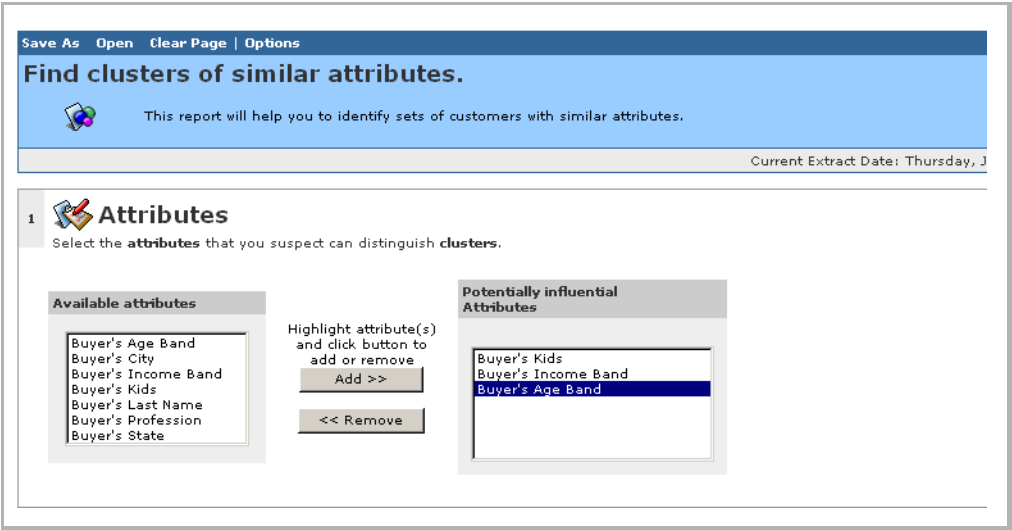 Save As Open Clear Page | Options
Find clusters of similar attributes.
This report will help you to identify sets of customers with similar attributes.
Current Extract Date: Thursday, J
1 Attributes
Select the attributes that you suspect can distinguish clusters.
Available attributes
Buyer's Age Band
Buyer's City
Buyer's Income Band
Buyer's Kids
Buyer's Last Name
Buyer's Profession
Buyer's State
Highlight attribute(s)
and click button to
add or remove
Add >>
<< Remove
Potentially influential
Attributes
Buyer's Kids
Buyer's Income Band
Buyer's Age Band